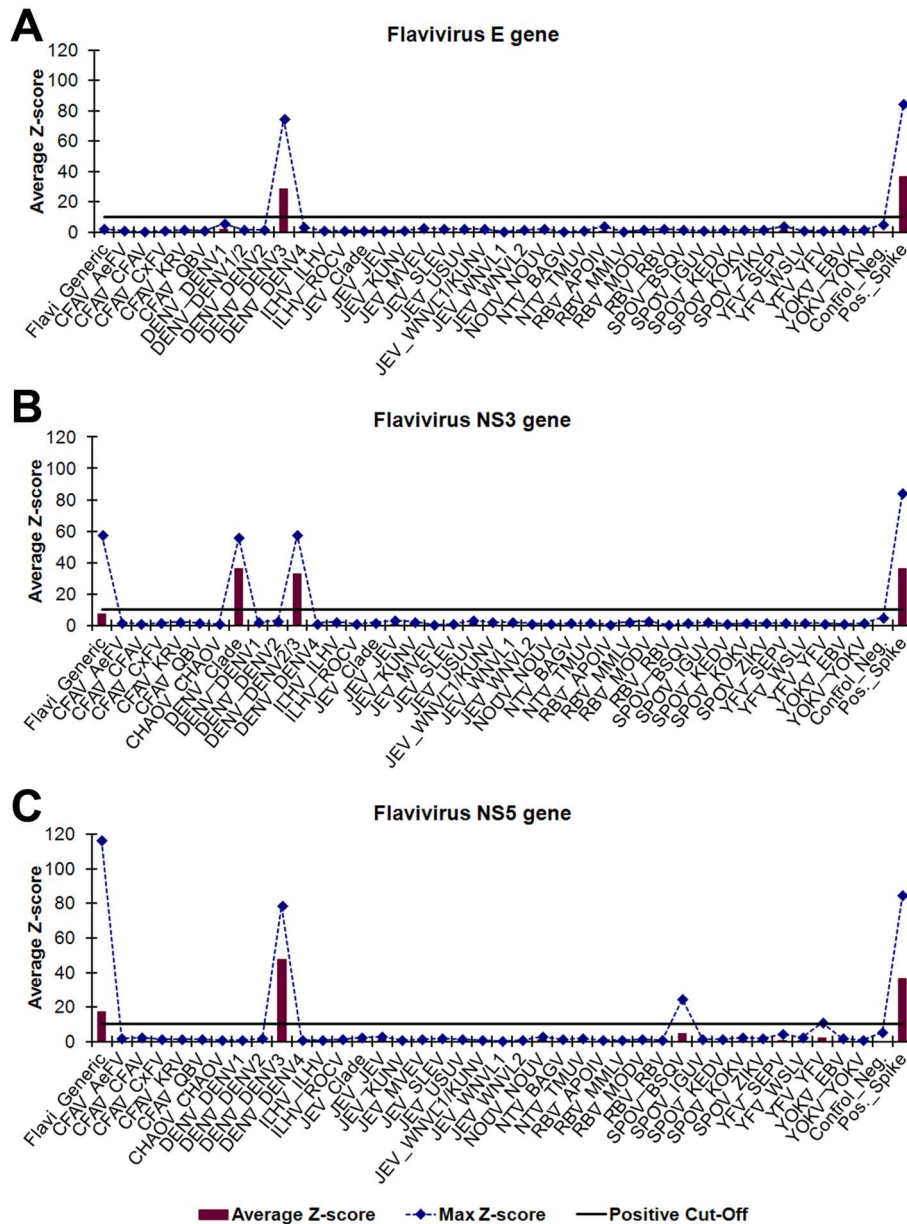 A
Flavivirus E gene
Average Z-score
120
100
80
60
40
20
0
Flavi_Generic
CFAV_AeFV
CFAV_CFAV
CFAV_CxFV
CFAV_KRV
CFAV_QBV
DENV_DENV1
DENV_DENV1/2
DENV_DENV2
DENV_DENV3
DENV_DENV4
ILHV_ILHV
ILHV_ROCV
JEV_Clade
JEV_JEV
JEV_KUNV
JEV_MVEV
JEV_SLEV
JEV_USUV
JEV_WNVL1/KUNV
JEV_WNVL1
JEV_WNVL2
NOUV_NOUV
NTV_BAGV
NTV_TMUV
RBV_APOIV
RBV_MMLV
RBV_MODV
RBV_RBV
SPOV_BSQV
SPOV_IGUV
SPOV_KEDV
SPOV_KOKV
SPOV_ZIKV
YFV_SEPV
YFV_WSLV
YFV_YFV
YOKV_EBV
YOKV_YOKV
Control_Neg.
Pos._Spike
B
Flavivirus NS3 gene
Average Z-score
120
100
80
60
40
20
0
Flavi_Generic
CFAV_AeFV
CFAV_CFAV
CFAV_CxFV
CFAV_KRV
CFAV_QBV
CHAOV_CHAOV
DENV_Clade
DENV_DENV1
DENV_DENV2
DENV_DENV2/3
DENV_DENV4
ILHV_ILHV
ILHV_ROCV
JEV_Clade
JEV_JEV
JEV_KUNV
JEV_MVEV
JEV_SLEV
JEV_USUV
JEV_WNVL1/KUNV
JEV_WNVL1
JEV_WNVL2
NOUV_NOUV
NTV_BAGV
NTV_TMUV
RBV_APOIV
RBV_MMLV
RBV_MODV
RBV_RBV
SPOV_BSQV
SPOV_IGUV
SPOV_KEDV
SPOV_KOKV
SPOV_ZIKV
YFV_SEPV
YFV_WSLV
YFV_YFV
YOKV_EBV
YOKV_YOKV
Control_Neg.
Pos._Spike
C
Flavivirus NS5 gene
Average Z-score
120
100
80
60
40
20
0
Flavi_Generic
CFAV_AeFV
CFAV_CFAV
CFAV_CxFV
CFAV_KRV
CFAV_QBV
CHAOV_CHAOV
DENV_DENV1
DENV_DENV2
DENV_DENV3
DENV_DENV4
ILHV_ILHV
ILHV_ROCV
JEV_Clade
JEV_JEV
JEV_KUNV
JEV_MVEV
JEV_SLEV
JEV_USUV
JEV_WNVL1/KUNV
JEV_WNVL1
JEV_WNVL2
NOUV_NOUV
NTV_BAGV
NTV_TMUV
RBV_APOIV
RBV_MMLV
RBV_MODV
RBV_RBV
SPOV_BSQV
SPOV_IGUV
SPOV_KEDV
SPOV_KOKV
SPOV_ZIKV
YFV_SEPV
YFV_WSLV
YFV_YFV
YOKV_EBV
YOKV_YOKV
Control_Neg.
Pos._Spike
Average Z-score Max Z-score Positive Cut-Off